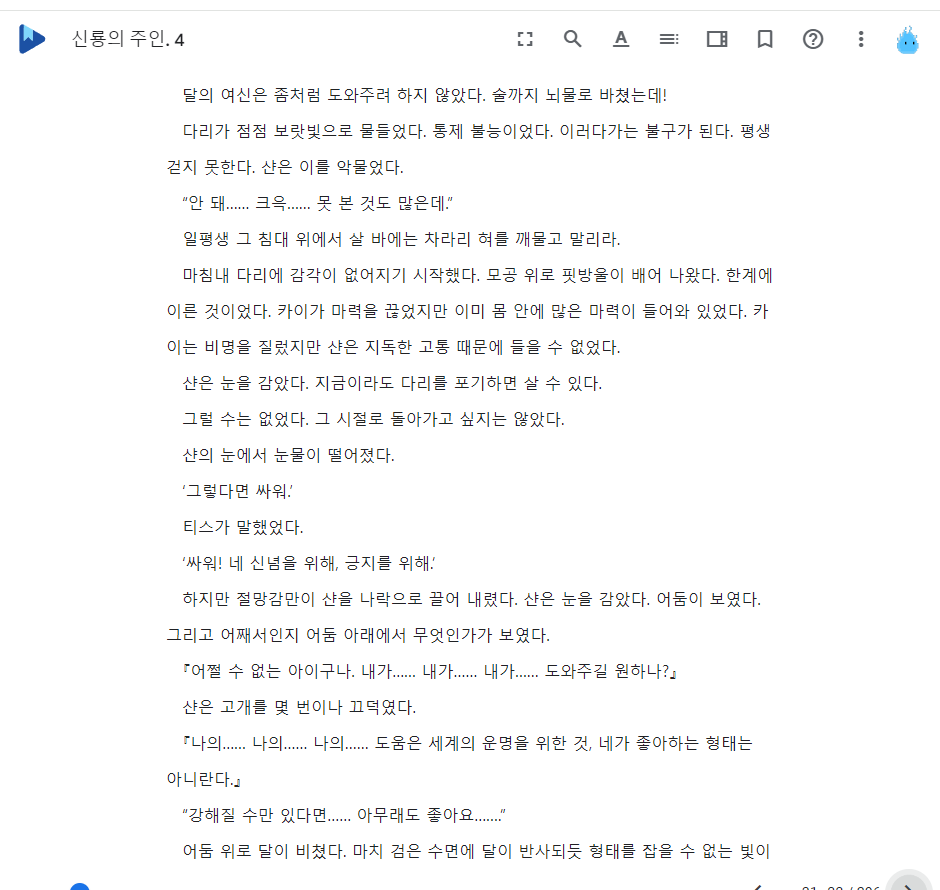 신룡의 주인. 4
달의 여신은 좀처럼 도와주려 하지 않았다. 술까지 뇌물로 바쳤는데!
다리가 점점 보랏빛으로 물들었다. 통제 불능이었다. 이러다가는 불구가 된다. 평생
걷지 못한다. 샨은 이를 악물었다.
“안 돼…… 크윽…… 못 본 것도 많은데.”
일평생 그 침대 위에서 살 바에는 차라리 혀를 깨물고 말리라.
마침내 다리에 감각이 없어지기 시작했다. 모공 위로 핏방울이 배어 나왔다. 한계에
이른 것이었다. 카이가 마력을 끊었지만 이미 몸 안에 많은 마력이 들어와 있었다. 카
이는 비명을 질렀지만 샨은 지독한 고통 때문에 들을 수 없었다.
샨은 눈을 감았다. 지금이라도 다리를 포기하면 살 수 있다.
그럴 수는 없었다. 그 시절로 돌아가고 싶지는 않았다.
샨의 눈에서 눈물이 떨어졌다.
‘그렇다면 싸워.’
티스가 말했었다.
‘싸워! 네 신념을 위해, 긍지를 위해.’
하지만 절망감만이 샨을 나락으로 끌어 내렸다. 샨은 눈을 감았다. 어둠이 보였다.
그리고 어째서인지 어둠 아래에서 무엇인가가 보였다.
『어쩔 수 없는 아이구나. 내가…… 내가…… 내가…… 도와주길 원하나?』
샨은 고개를 몇 번이나 끄덕였다.
『나의…… 나의…… 나의…… 도움은 세계의 운명을 위한 것, 네가 좋아하는 형태는
아니란다.』
“강해질 수만 있다면…… 아무래도 좋아요…….”
어둠 위로 달이 비쳤다. 마치 검은 수면에 달이 반사되듯 형태를 잡을 수 없는 빛이